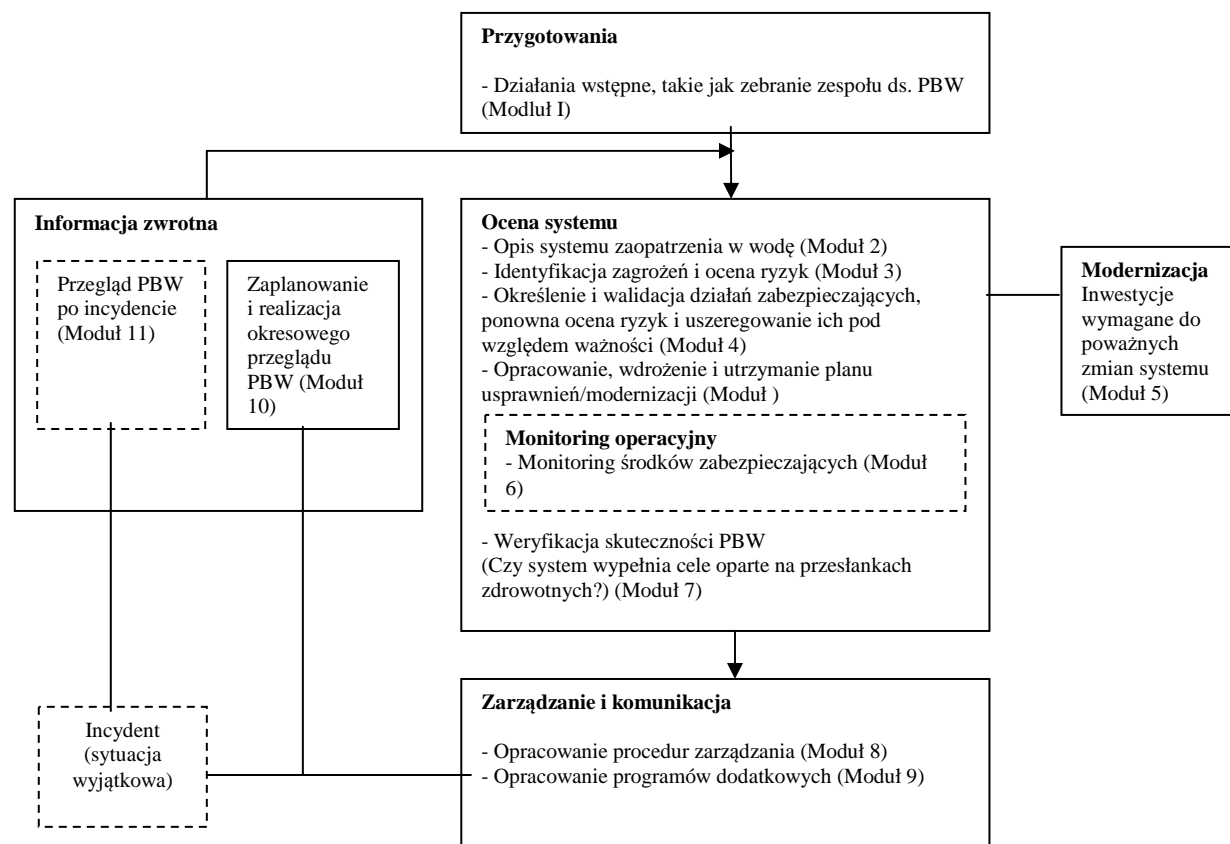 Przygotowania
- Działania wstępne, takie jak zebranie zespołu ds. PBW
(Modluł I)
Informacja zwrotna
Przegląd PBW
po incydencie
(Moduł 11)
Zaplanowanie
i realizacja
okresowego
przeglądu
PBW (Moduł
10)
Ocena systemu
- Opis systemu zaopatrzenia w wodę (Moduł 2)
- Identyfikacja zagrożeń i ocena ryzyk (Moduł 3)
- Określenie i walidacja działań zabezpieczających,
ponowna ocena ryzyk i uszeregowanie ich pod
względem ważności (Moduł 4)
- Opracowanie, wdrożenie i utrzymanie planu
usprawnień/modernizacji (Moduł )
Monitoring operacyjny
- Monitoring środków zabezpieczających (Moduł
6)
- Weryfikacja skuteczności PBW
(Czy system wypełnia cele oparte na przesłankach
zdrowotnych?) (Moduł 7)
Modernizacja
Inwestycje
wymagane do
poważnych
zmian systemu
(Moduł 5)
Incydent
(sytuacja
wyjątkowa)
Zarządzanie i komunikacja
- Opracowanie procedur zarządzania (Moduł 8)
- Opracowanie programów dodatkowych (Moduł 9)